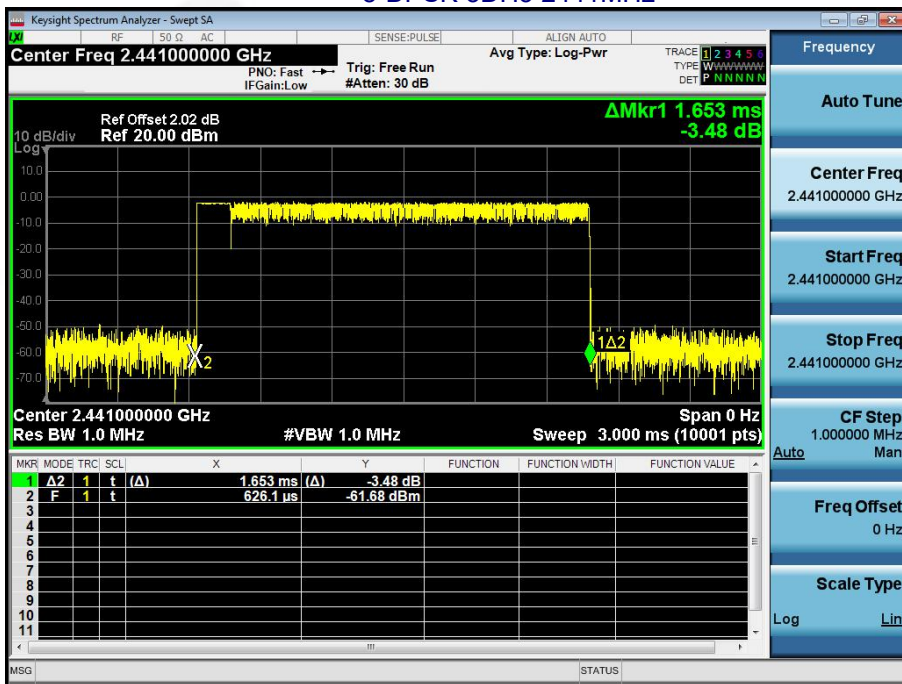 Keysight Spectrum Analyzer - Swept SA
LXI RF 50 Ω AC SENSE:PULSE ALIGN AUTO
Center Freq 2.441000000 GHz
PNO: Fast
IFGain:Low
Trig: Free Run
#Atten: 30 dB
Avg Type: Log-Pwr
TRACE 1 2 3 4 5 6
TYPE WWWWWW
DET P N N N N N
ΔMkr1 1.653 ms
-3.48 dB
Ref Offset 2.02 dB
10 dB/div Ref 20.00 dBm
Log
10.0
0.00
-10.0
-20.0
-30.0
-40.0
-50.0
-60.0
-70.0
X2
1Δ2
Center 2.441000000 GHz Span 0 Hz
Res BW 1.0 MHz #VBW 1.0 MHz Sweep 3.000 ms (10001 pts)
MKR MODE TRC SCL X Y FUNCTION FUNCTION WIDTH FUNCTION VALUE
1 Δ2 1 t (Δ) 1.653 ms (Δ) -3.48 dB
2 F 1 t 626.1 µs -61.68 dBm
3
4
5
6
7
8
9
10
11
MSG STATUS
Frequency
Auto Tune
Center Freq
2.441000000 GHz
Start Freq
2.441000000 GHz
Stop Freq
2.441000000 GHz
CF Step
1.000000 MHz
Auto Man
Freq Offset
0 Hz
Scale Type
Log Lin